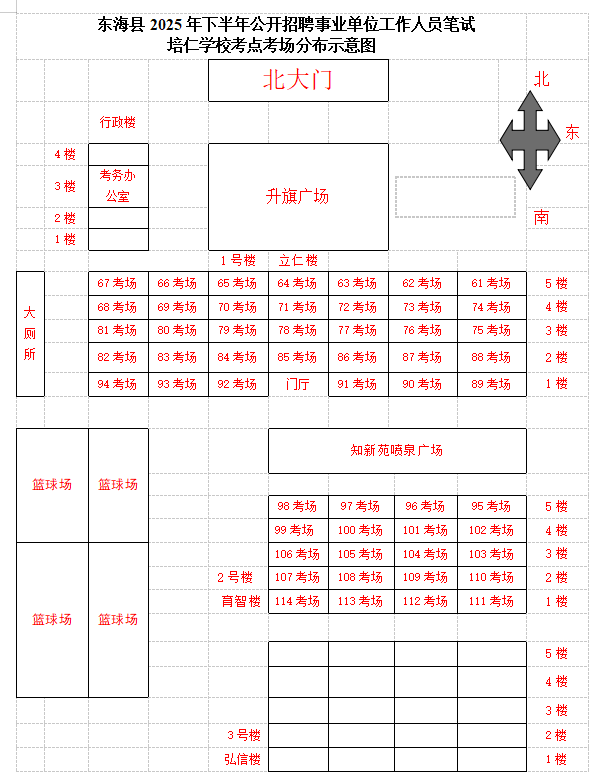 东海县 2025 年下半年公开招聘事业单位工作人员笔试
培仁学校考点考场分布示意图
北大门
北
东
南
行政楼
4 楼
3 楼 考务办公室
2 楼
1 楼
升旗广场
1 号楼 立仁楼
大厕所
67 考场 66 考场 65 考场 64 考场 63 考场 62 考场 61 考场 5 楼
68 考场 69 考场 70 考场 71 考场 72 考场 73 考场 74 考场 4 楼
81 考场 80 考场 79 考场 78 考场 77 考场 76 考场 75 考场 3 楼
82 考场 83 考场 84 考场 85 考场 86 考场 87 考场 88 考场 2 楼
94 考场 93 考场 92 考场 门厅 91 考场 90 考场 89 考场 1 楼
篮球场 篮球场
知新苑喷泉广场
98 考场 97 考场 96 考场 95 考场 5 楼
99 考场 100 考场 101 考场 102 考场 4 楼
106 考场 105 考场 104 考场 103 考场 3 楼
2 号楼 107 考场 108 考场 109 考场 110 考场 2 楼
育智楼 114 考场 113 考场 112 考场 111 考场 1 楼
篮球场 篮球场
5 楼
4 楼
3 楼
3 号楼 2 楼
弘信楼 1 楼